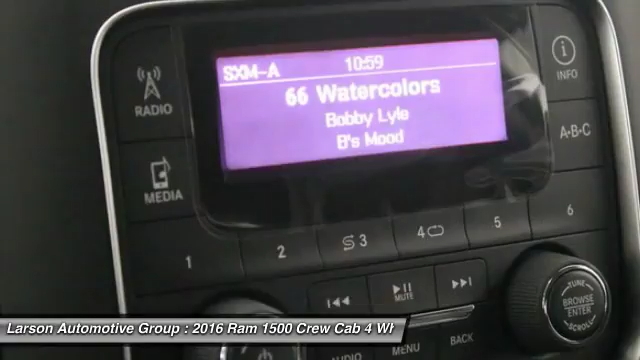 SXM-A 10:59
66 Watercolors
Bobby Lyle
B's Mood
RADIO
INFO
MEDIA
A·B·C
1 2 3 4 5 6
MUTE
TUNE
BROWSE
ENTER
SCROLL
AUDIO MENU BACK
Larson Automotive Group : 2016 Ram 1500 Crew Cab 4 W